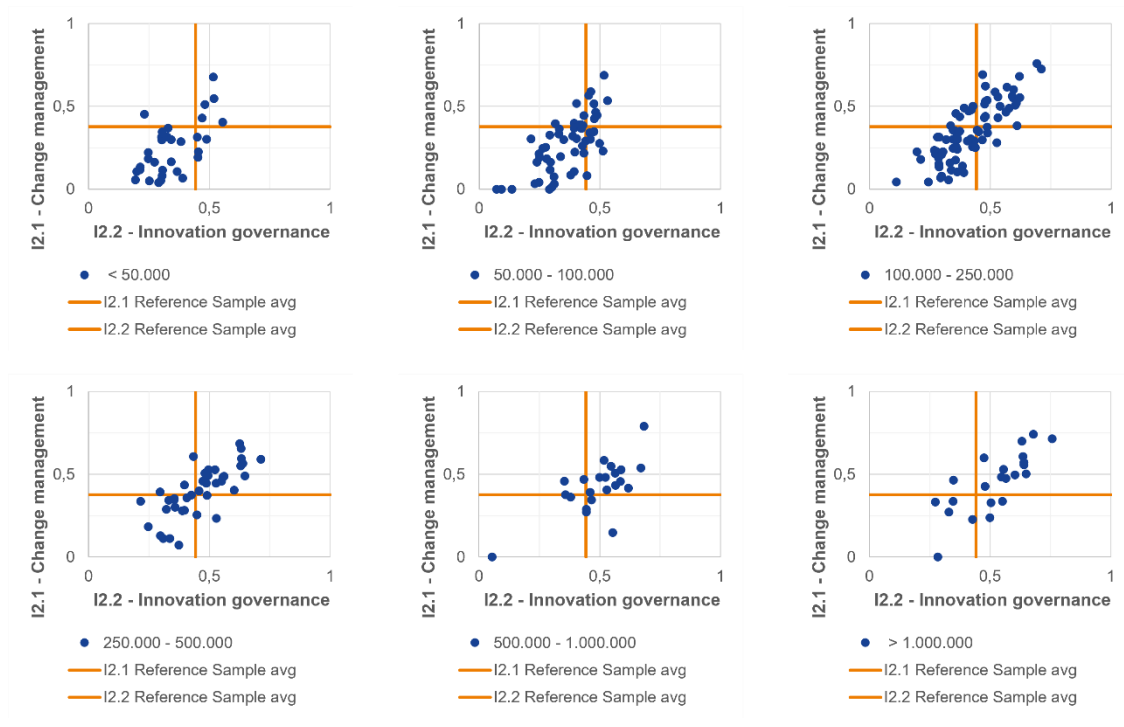 1
0,5
0
0
0,5
1
I2.1 - Change management
I2.2 - Innovation governance
< 50.000
I2.1 Reference Sample avg
I2.2 Reference Sample avg
1
0,5
0
0
0,5
1
I2.1 - Change management
I2.2 - Innovation governance
50.000 - 100.000
I2.1 Reference Sample avg
I2.2 Reference Sample avg
1
0,5
0
0
0,5
1
I2.1 - Change management
I2.2 - Innovation governance
100.000 - 250.000
I2.1 Reference Sample avg
I2.2 Reference Sample avg
1
0,5
0
0
0,5
1
I2.1 - Change management
I2.2 - Innovation governance
250.000 - 500.000
I2.1 Reference Sample avg
I2.2 Reference Sample avg
1
0,5
0
0
0,5
1
I2.1 - Change management
I2.2 - Innovation governance
500.000 - 1.000.000
I2.1 Reference Sample avg
I2.2 Reference Sample avg
1
0,5
0
0
0,5
1
I2.1 - Change management
I2.2 - Innovation governance
> 1.000.000
I2.1 Reference Sample avg
I2.2 Reference Sample avg